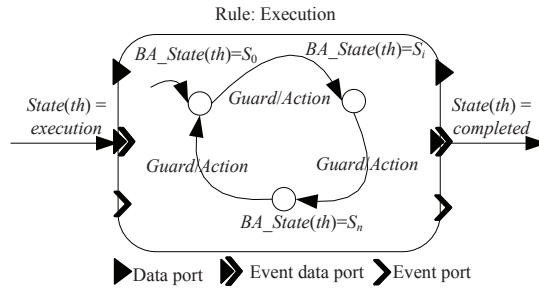 Rule: Execution
BA_State(th)=S0
BA_State(th)=Si
State(th) =
execution
Guard/Action
State(th) =
completed
Guard/Action
Guard/Action
BA_State(th)=Sn
Data port
Event data port
Event port